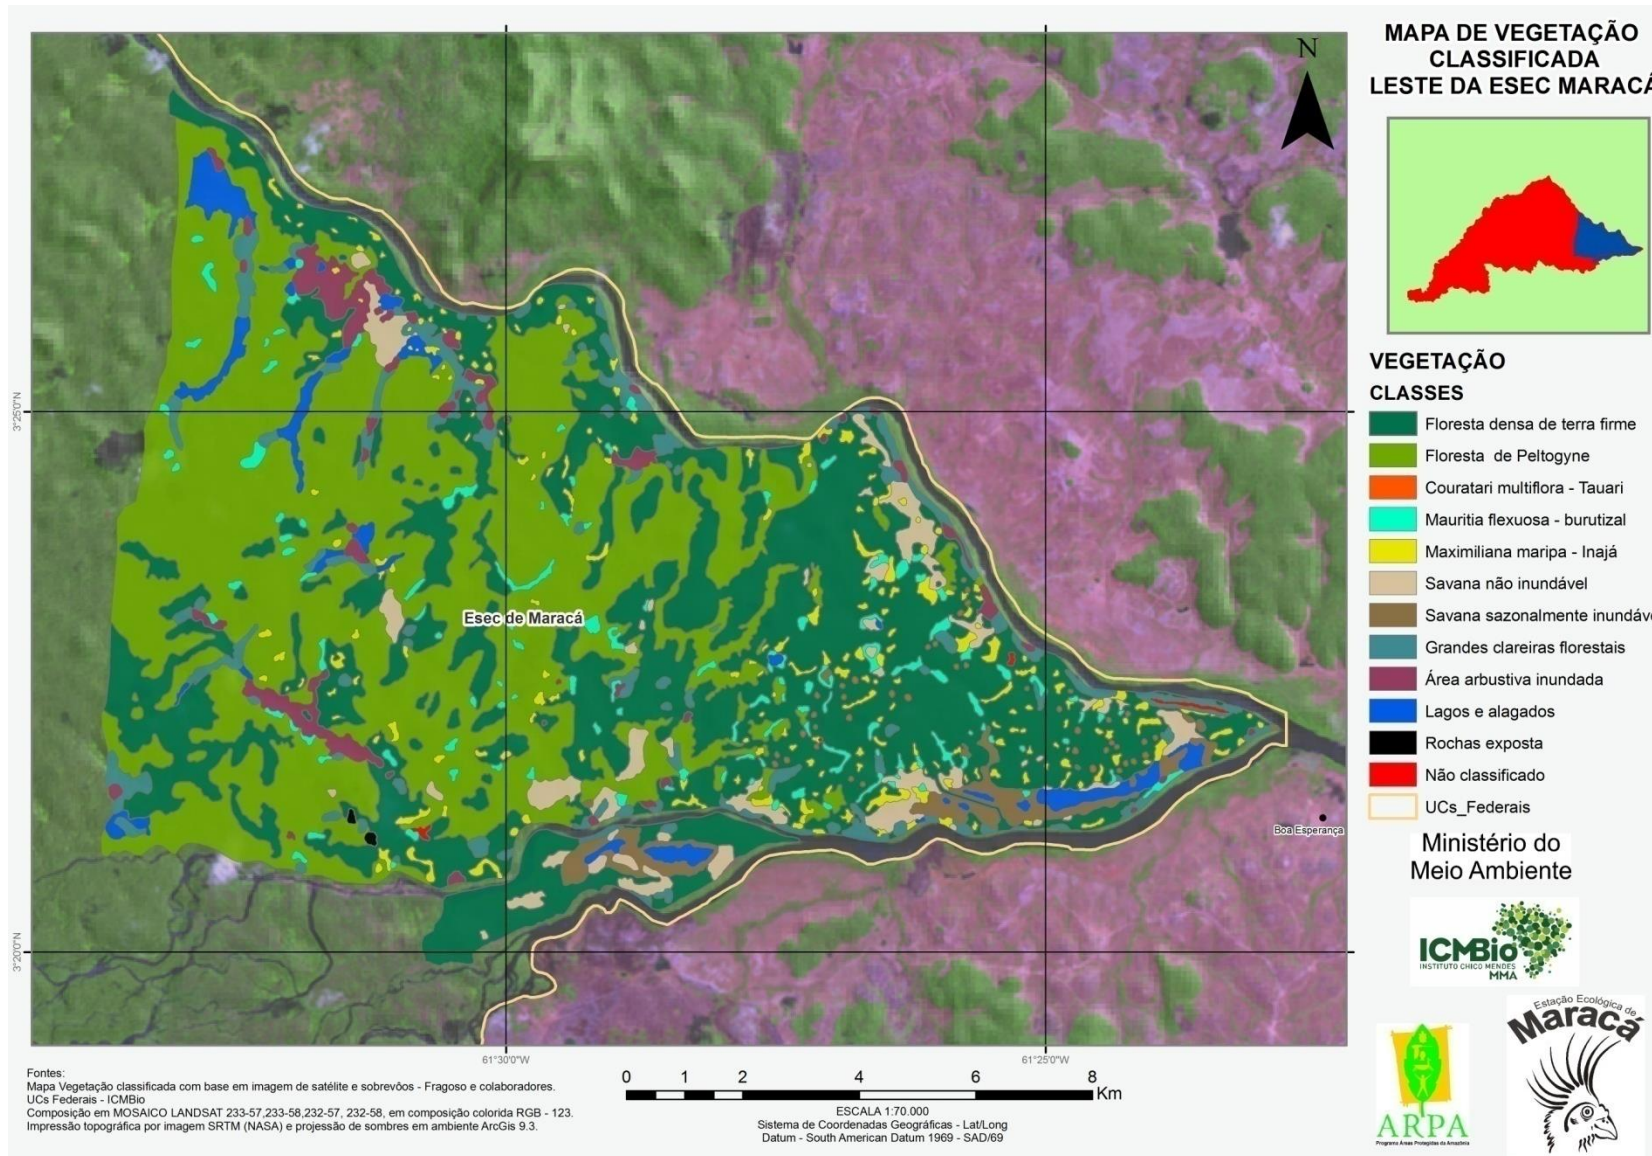 MAPA DE VEGETAÇÃO
CLASSIFICADA
LESTE DA ESEC MARACÁ
N
VEGETAÇÃO
CLASSES
Floresta densa de terra firme
Floresta de Peltogyne
Couratari multiflora - Tauari
Mauritia flexuosa - burutizal
Maximiliana maripa - Inajá
Savana não inundável
Savana sazonalmente inundáve
Grandes clareiras florestais
Área arbustiva inundada
Lagos e alagados
Rochas exposta
Não classificado
UCs_Federais
Ministério do
Meio Ambiente
ICMBio
INSTITUTO CHICO MENDES
MMA
Estação Ecológica de
Maracá
ARPA
Programa Áreas Protegidas da Amazônia
3°25'0"N
3°20'0"N
Esec de Maracá
Boa Esperança
61°30'0"W
61°25'0"W
Fontes:
Mapa Vegetação classificada com base em imagem de satélite e sobrevôos - Fragoso e colaboradores.
UCs Federais - ICMBio
Composição em MOSAICO LANDSAT 233-57,233-58,232-57, 232-58, em composição colorida RGB - 123.
Impressão topográfica por imagem SRTM (NASA) e projessão de sombres em ambiente ArcGis 9.3.
0 1 2 4 6 8
Km
ESCALA 1:70.000
Sistema de Coordenadas Geográficas - Lat/Long
Datum - South American Datum 1969 - SAD/69